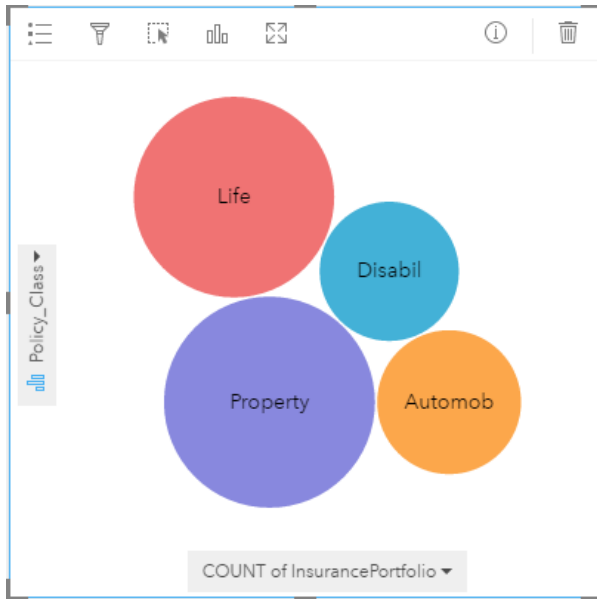 Life
Disabil
Policy_Class
Property
Automob
COUNT of InsurancePortfolio